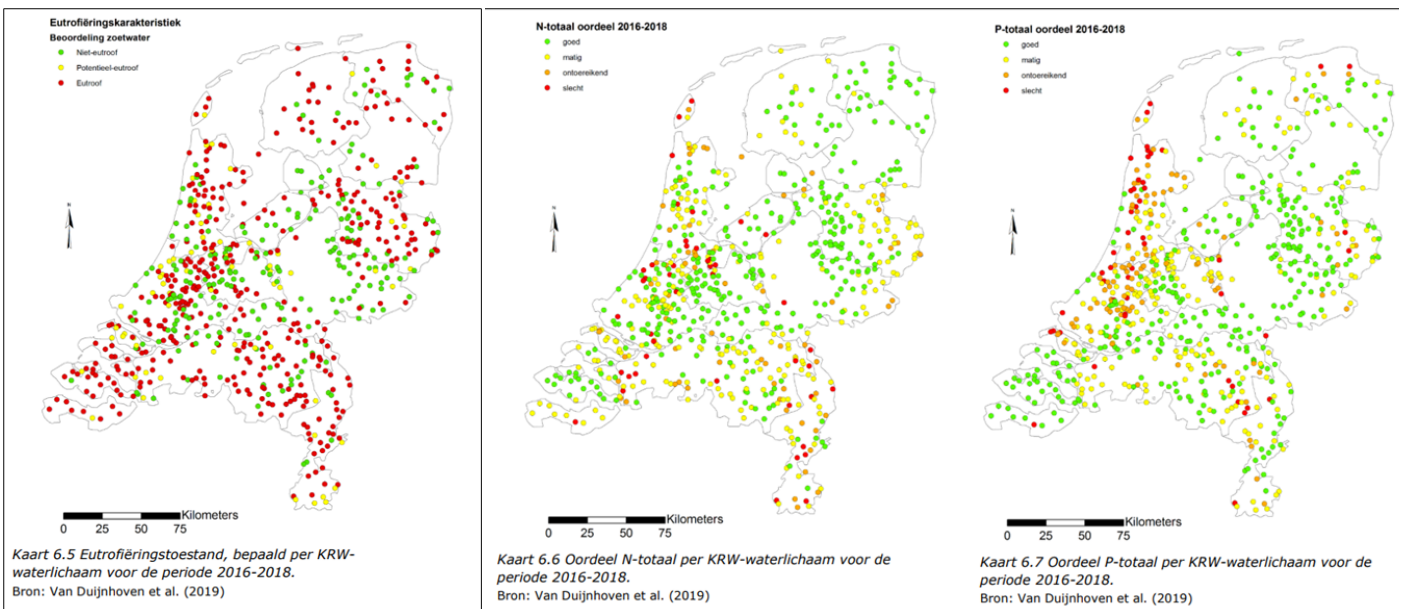 Eutrofiëringskarakteristiek
Beoordeling zoetwater
Niet-eutroof
Potentieel-eutroof
Eutroof
N
Kilometers
0 25 50 75
Kaart 6.5 Eutrofiëringstoestand, bepaald per KRW-
waterlichaam voor de periode 2016-2018.
Bron: Van Duijnhoven et al. (2019)
N-totaal oordeel 2016-2018
goed
matig
ontoereikend
slecht
N
Kilometers
0 25 50 75
Kaart 6.6 Oordeel N-totaal per KRW-waterlichaam voor de
periode 2016-2018.
Bron: Van Duijnhoven et al. (2019)
P-totaal oordeel 2016-2018
goed
matig
ontoereikend
slecht
N
Kilometers
0 25 50 75
Kaart 6.7 Oordeel P-totaal per KRW-waterlichaam voor de
periode 2016-2018.
Bron: Van Duijnhoven et al. (2019)